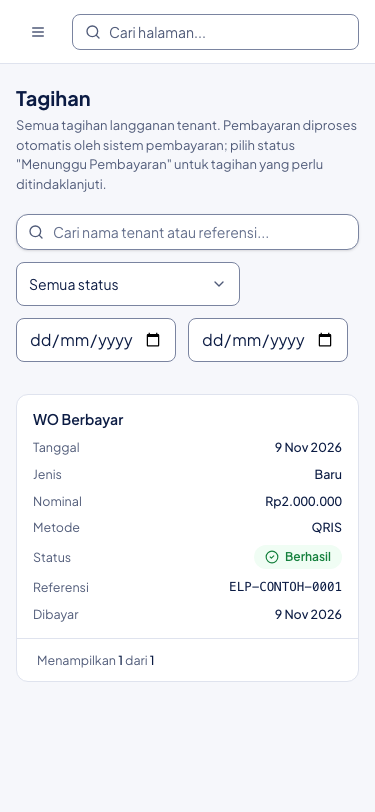 Cari halaman...
Tagihan
Semua tagihan langganan tenant. Pembayaran diproses
otomatis oleh sistem pembayaran; pilih status
"Menunggu Pembayaran" untuk tagihan yang perlu
ditindaklanjuti.
Cari nama tenant atau referensi...
Semua status
dd/mm/yyyy dd/mm/yyyy
WO Berbayar
Tanggal 9 Nov 2026
Jenis Baru
Nominal Rp2.000.000
Metode QRIS
Status Berhasil
Referensi ELP-CONTOH-0001
Dibayar 9 Nov 2026
Menampilkan 1 dari 1